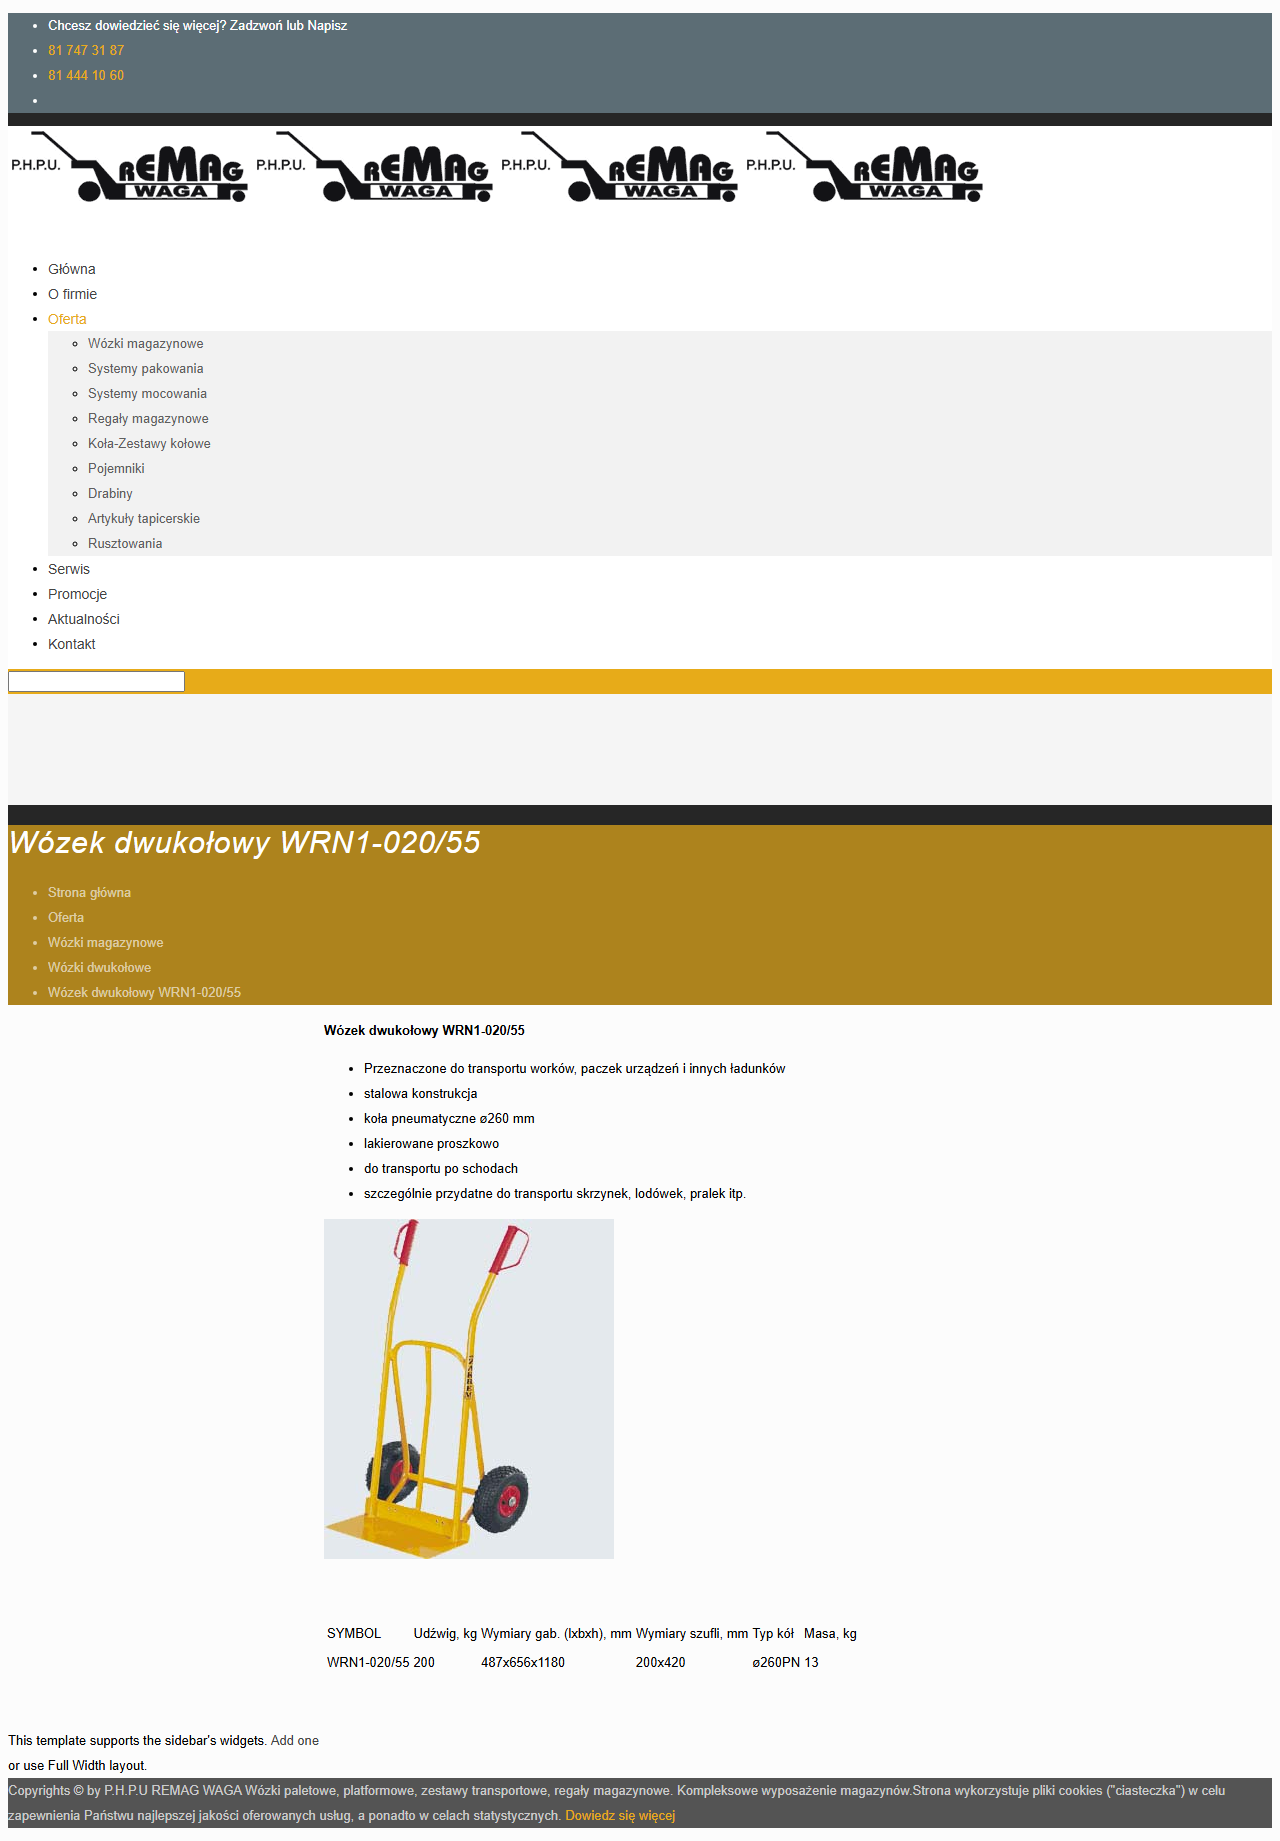 Chcesz dowiedzieć się więcej? Zadzwoń lub Napisz
81 747 31 87
81 444 10 60
P.H.P.U. REMAG WAGA P.H.P.U. REMAG WAGA P.H.P.U. REMAG WAGA P.H.P.U. REMAG WAGA
Główna
O firmie
Oferta
Wózki magazynowe
Systemy pakowania
Systemy mocowania
Regały magazynowe
Koła-Zestawy kołowe
Pojemniki
Drabiny
Artykuły tapicerskie
Rusztowania
Serwis
Promocje
Aktualności
Kontakt
Wózek dwukołowy WRN1-020/55
Strona główna
Oferta
Wózki magazynowe
Wózki dwukołowe
Wózek dwukołowy WRN1-020/55
Wózek dwukołowy WRN1-020/55
Przeznaczone do transportu worków, paczek urządzeń i innych ładunków
stalowa konstrukcja
koła pneumatyczne ø260 mm
lakierowane proszkowo
do transportu po schodach
szczególnie przydatne do transportu skrzynek, lodówek, pralek itp.
ZAKREM
SYMBOL Udźwig, kg Wymiary gab. (lxbxh), mm Wymiary szufli, mm Typ kół Masa, kg
WRN1-020/55 200 487x656x1180 200x420 ø260PN 13
This template supports the sidebar's widgets. Add one
or use Full Width layout.
Copyrights © by P.H.P.U REMAG WAGA Wózki paletowe, platformowe, zestawy transportowe, regały magazynowe. Kompleksowe wyposażenie magazynów.Strona wykorzystuje pliki cookies ("ciasteczka") w celu
zapewnienia Państwu najlepszej jakości oferowanych usług, a ponadto w celach statystycznych. Dowiedz się więcej